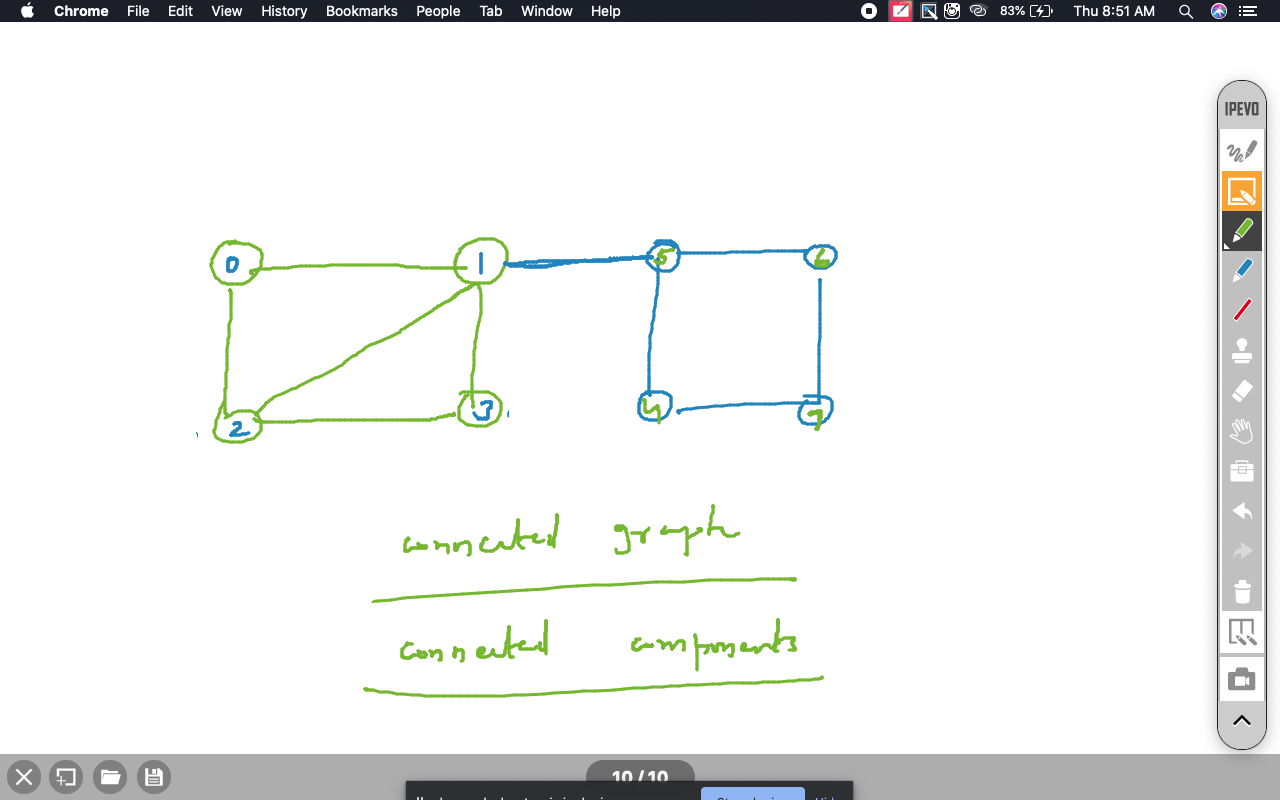 Chrome File Edit View History Bookmarks People Tab Window Help 83% Thu 8:51 AM
IPEVO
0 1 5 6
2 3 4 7
connected graph
connected components
10 / 10